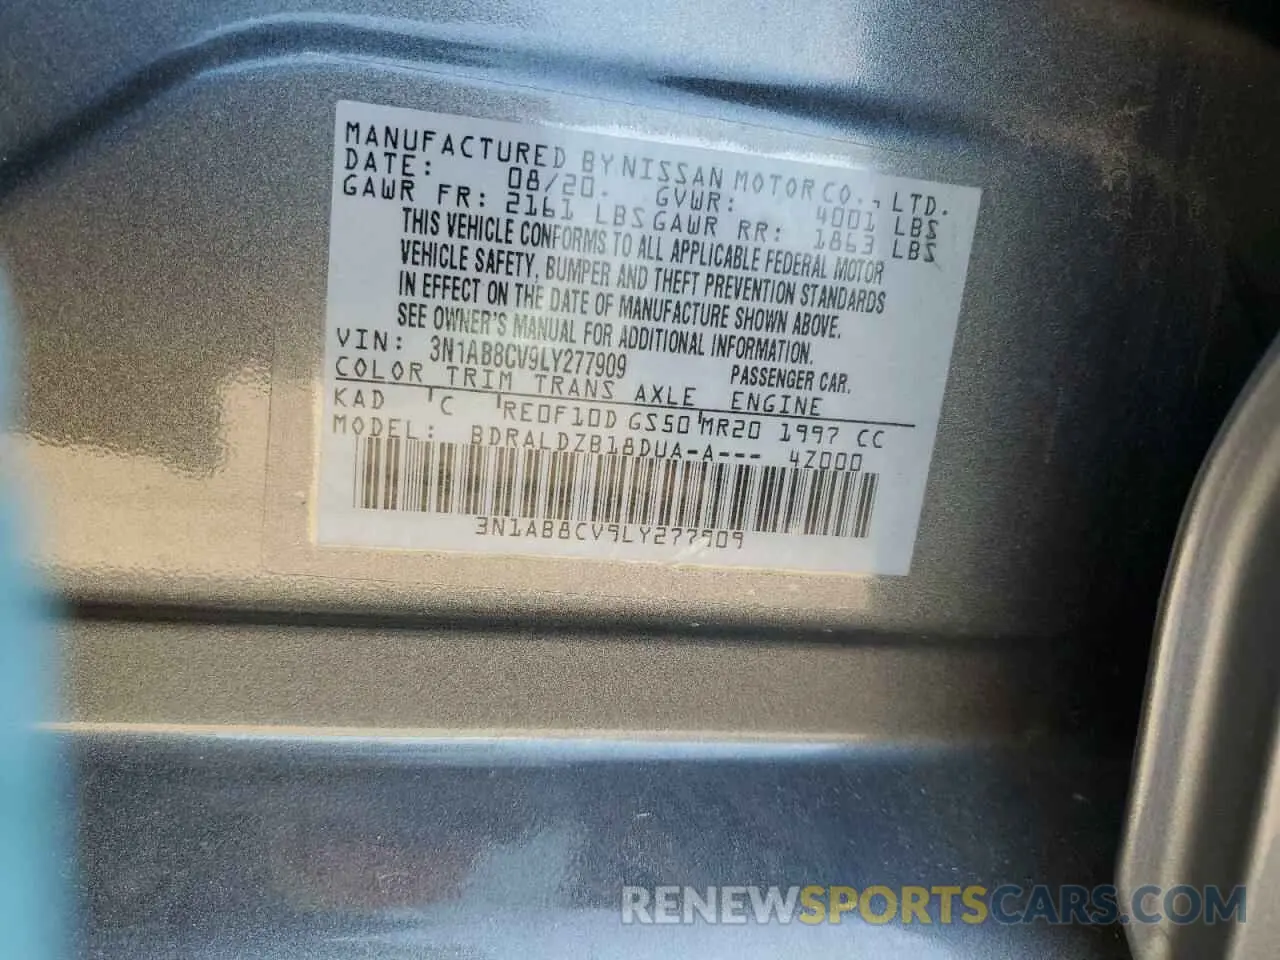 MANUFACTURED BY NISSAN MOTOR CO., LTD.
DATE: 08/20 GVWR: 4001 LBS
GAWR FR: 2161 LBS GAWR RR: 1863 LBS
THIS VEHICLE CONFORMS TO ALL APPLICABLE FEDERAL MOTOR
VEHICLE SAFETY, BUMPER AND THEFT PREVENTION STANDARDS
IN EFFECT ON THE DATE OF MANUFACTURE SHOWN ABOVE.
SEE OWNER'S MANUAL FOR ADDITIONAL INFORMATION.
VIN: 3N1AB8CV9LY277909 PASSENGER CAR.
COLOR TRIM TRANS AXLE ENGINE
KAD C RE0F10D GS50 MR20 1997 CC
MODEL: BDRALDZB18DUA-A--- 4Z000
3N1AB8CV9LY277909
RENEWSPORTSCARS.COM